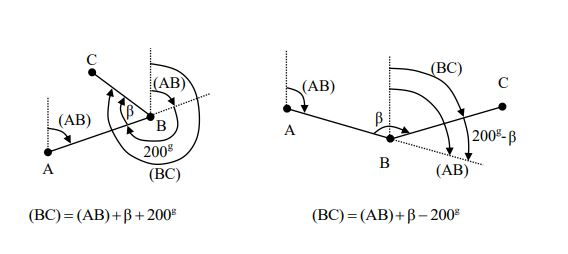 C
(AB)
(AB)
β
B
200ᵍ
A
(BC)
(BC)=(AB)+β+200ᵍ
(BC)
C
(AB)
β
A
200ᵍ-β
B
(AB)
(BC)=(AB)+β−200ᵍ